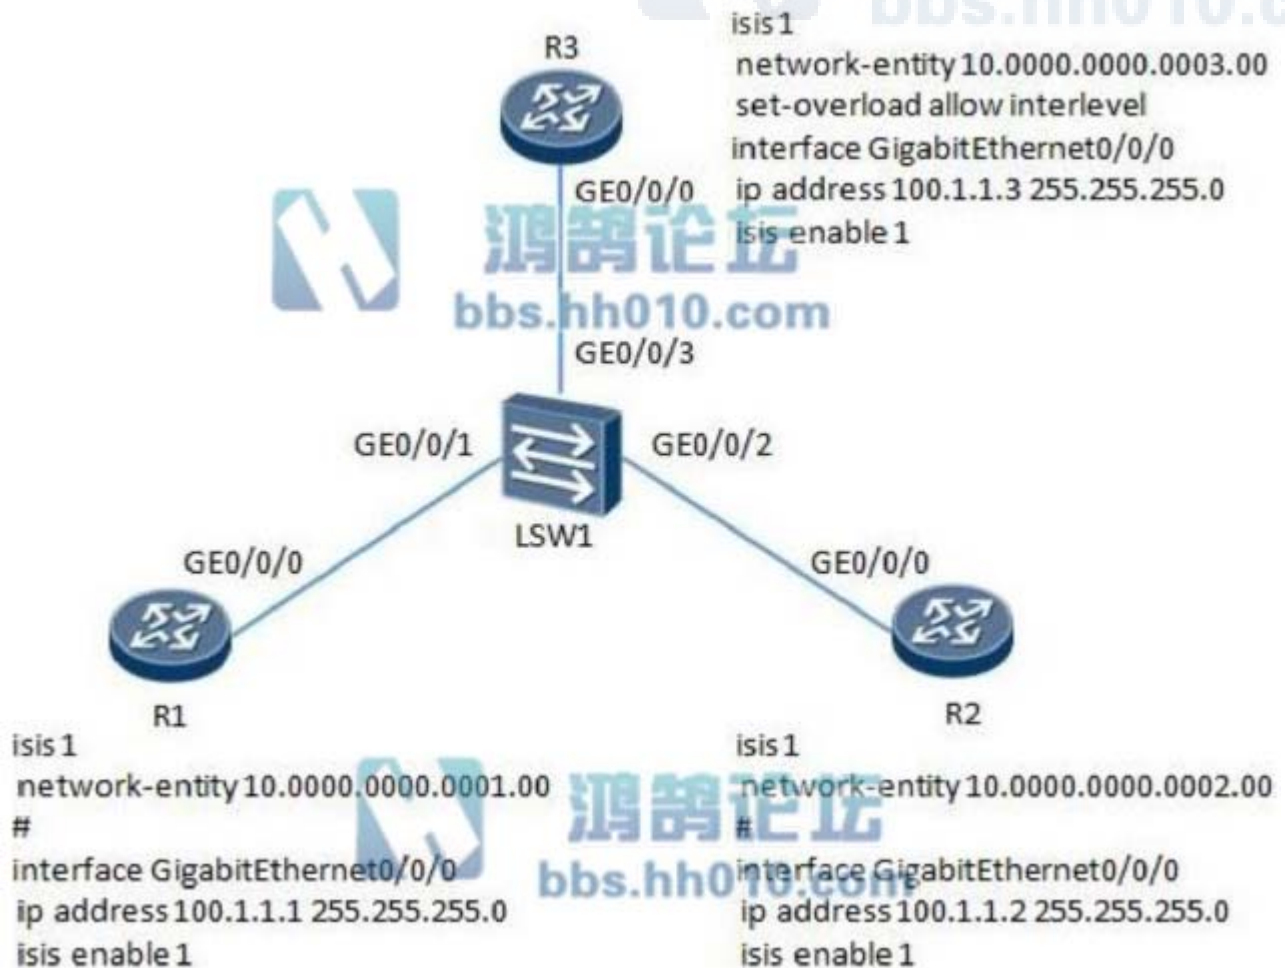 bbs.hh010.c
isis 1
R3
network-entity 10.0000.0000.0003.00
set-overload allow interlevel
interface GigabitEthernet0/0/0
GE0/0/0
ip address 100.1.1.3 255.255.255.0
鸿鹄论坛
isis enable 1
bbs.hh010.com
GE0/0/3
GE0/0/1
GE0/0/2
LSW1
GE0/0/0
GE0/0/0
R1
R2
isis 1
network-entity 10.0000.0000.0001.00
#
interface GigabitEthernet0/0/0
ip address 100.1.1.1 255.255.255.0
isis enable 1
isis 1
network-entity 10.0000.0000.0002.00
#
interface GigabitEthernet0/0/0
ip address 100.1.1.2 255.255.255.0
isis enable 1
鸿鹄论坛
bbs.hh010.com